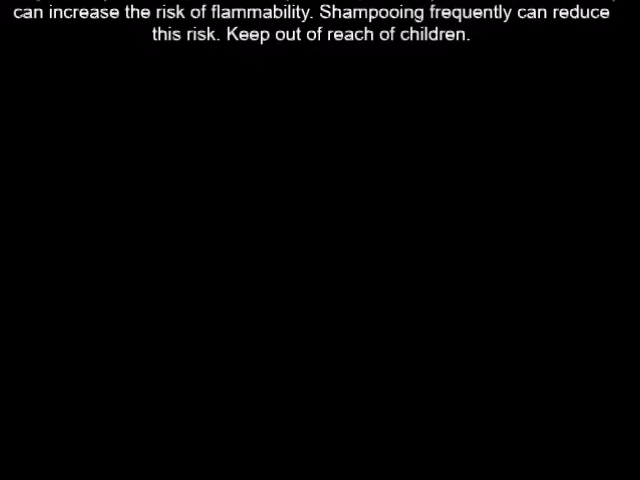 can increase the risk of flammability. Shampooing frequently can reduce
this risk. Keep out of reach of children.